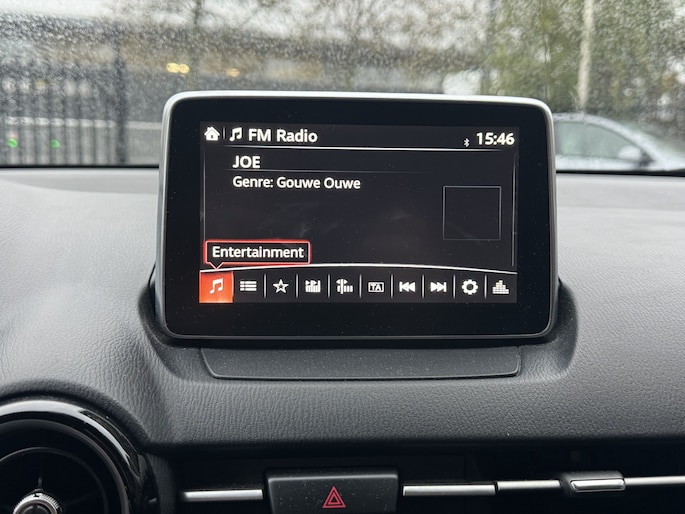 FM Radio 15:46
JOE
Genre: Gouwe Ouwe
Entertainment
TA